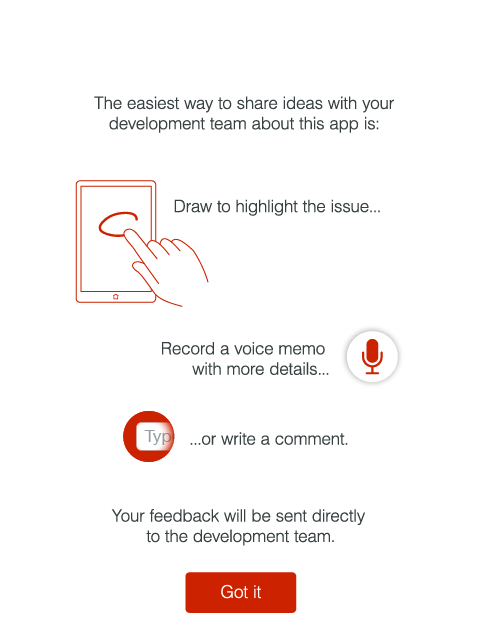 The easiest way to share ideas with your
development team about this app is:
Draw to highlight the issue...
Record a voice memo
with more details...
Typ
...or write a comment.
Your feedback will be sent directly
to the development team.
Got it